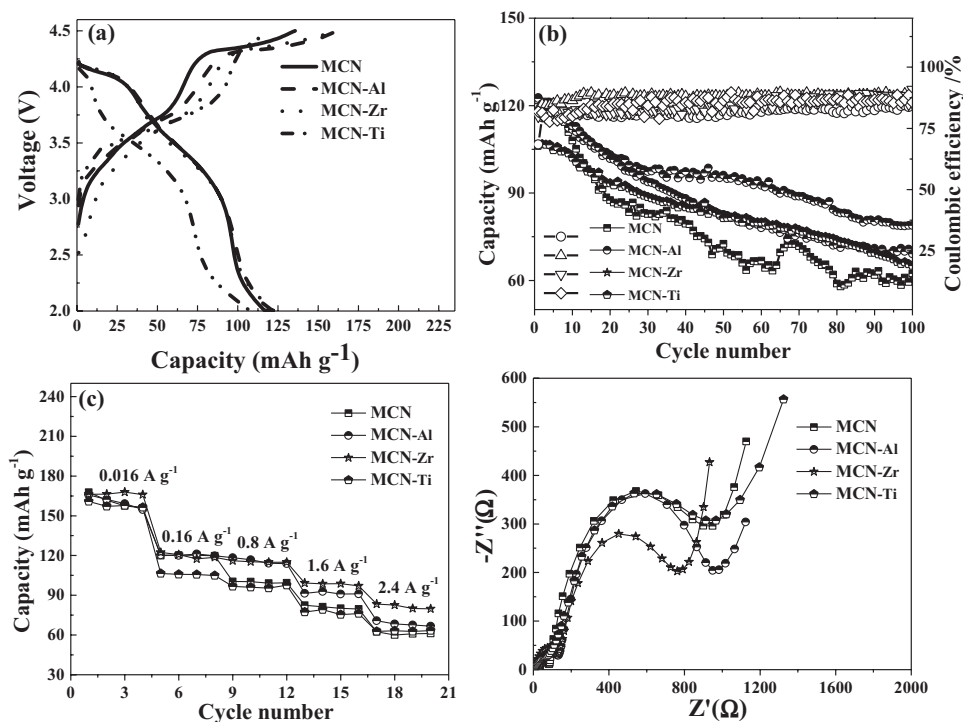 (a)
MCN
MCN-Al
MCN-Zr
MCN-Ti
4.5
4.0
3.5
3.0
2.5
2.0
Voltage (V)
0 25 50 75 100 125 150 175 200 225
Capacity (mAh g-1)
(b)
150
120
90
60
Capacity (mAh g-1)
100
75
50
25
0
Coulombic efficiency /%
MCN
MCN-Al
MCN-Zr
MCN-Ti
0 10 20 30 40 50 60 70 80 90 100
Cycle number
(c)
MCN
MCN-Al
MCN-Zr
MCN-Ti
240
210
180
150
120
90
60
30
Capacity (mAh g-1)
0.016 A g-1
0.16 A g-1 0.8 A g-1
1.6 A g-1
2.4 A g-1
0 3 6 9 12 15 18 21
Cycle number
600
500
400
300
200
100
0
-Z''(Ω)
MCN
MCN-Al
MCN-Zr
MCN-Ti
0 400 800 1200 1600 2000
Z'(Ω)